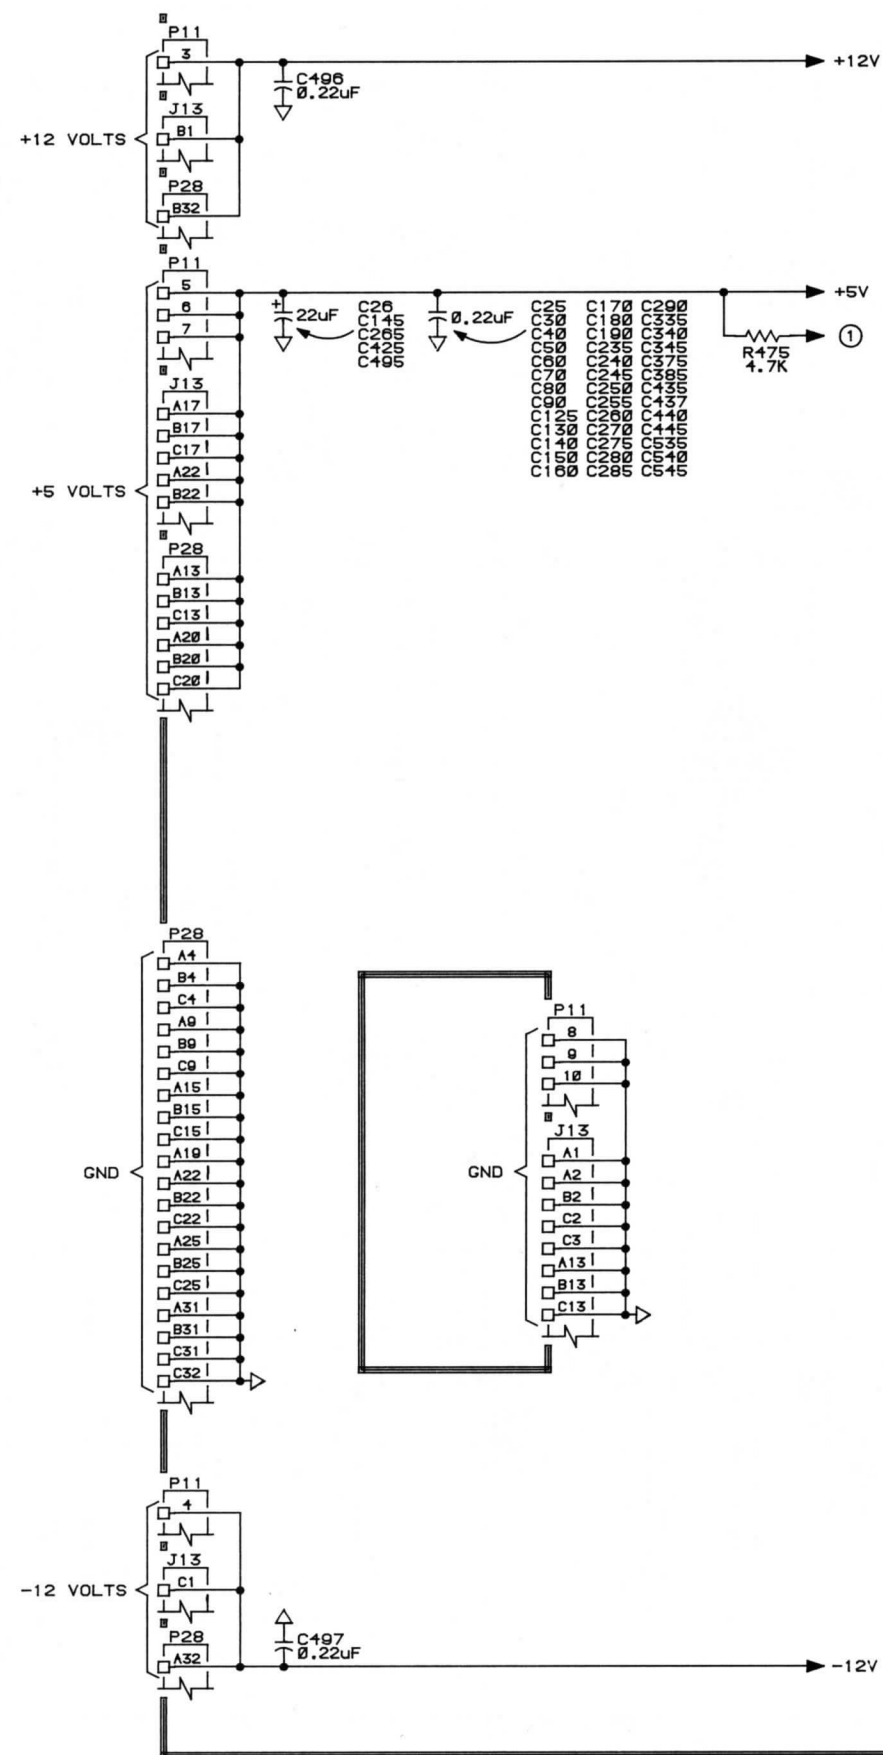 P11
3
+12V
C496
0.22uF
J13
+12 VOLTS
B1
P28
B32
P11
5
+5V
6
+
22uF
C26
C145
C265
C425
C495
0.22uF
C25 C170 C290
C30 C180 C335
C40 C190 C340
C50 C235 C345
C60 C240 C375
C70 C245 C385
C80 C250 C435
C90 C255 C437
C125 C260 C440
C130 C270 C445
C140 C275 C535
C150 C280 C540
C160 C285 C545
R475
4.7K
1
7
J13
A17
B17
C17
A22
+5 VOLTS
B22
P28
A13
B13
C13
A20
B20
C20
P28
A4
B4
C4
A9
B9
C9
A15
B15
C15
A19
GND
A22
B22
C22
A25
B25
C25
A31
B31
C31
C32
P11
8
9
10
J13
A1
GND
A2
B2
C2
C3
A13
B13
C13
P11
4
J13
-12 VOLTS
C1
P28
A32
C497
0.22uF
-12V